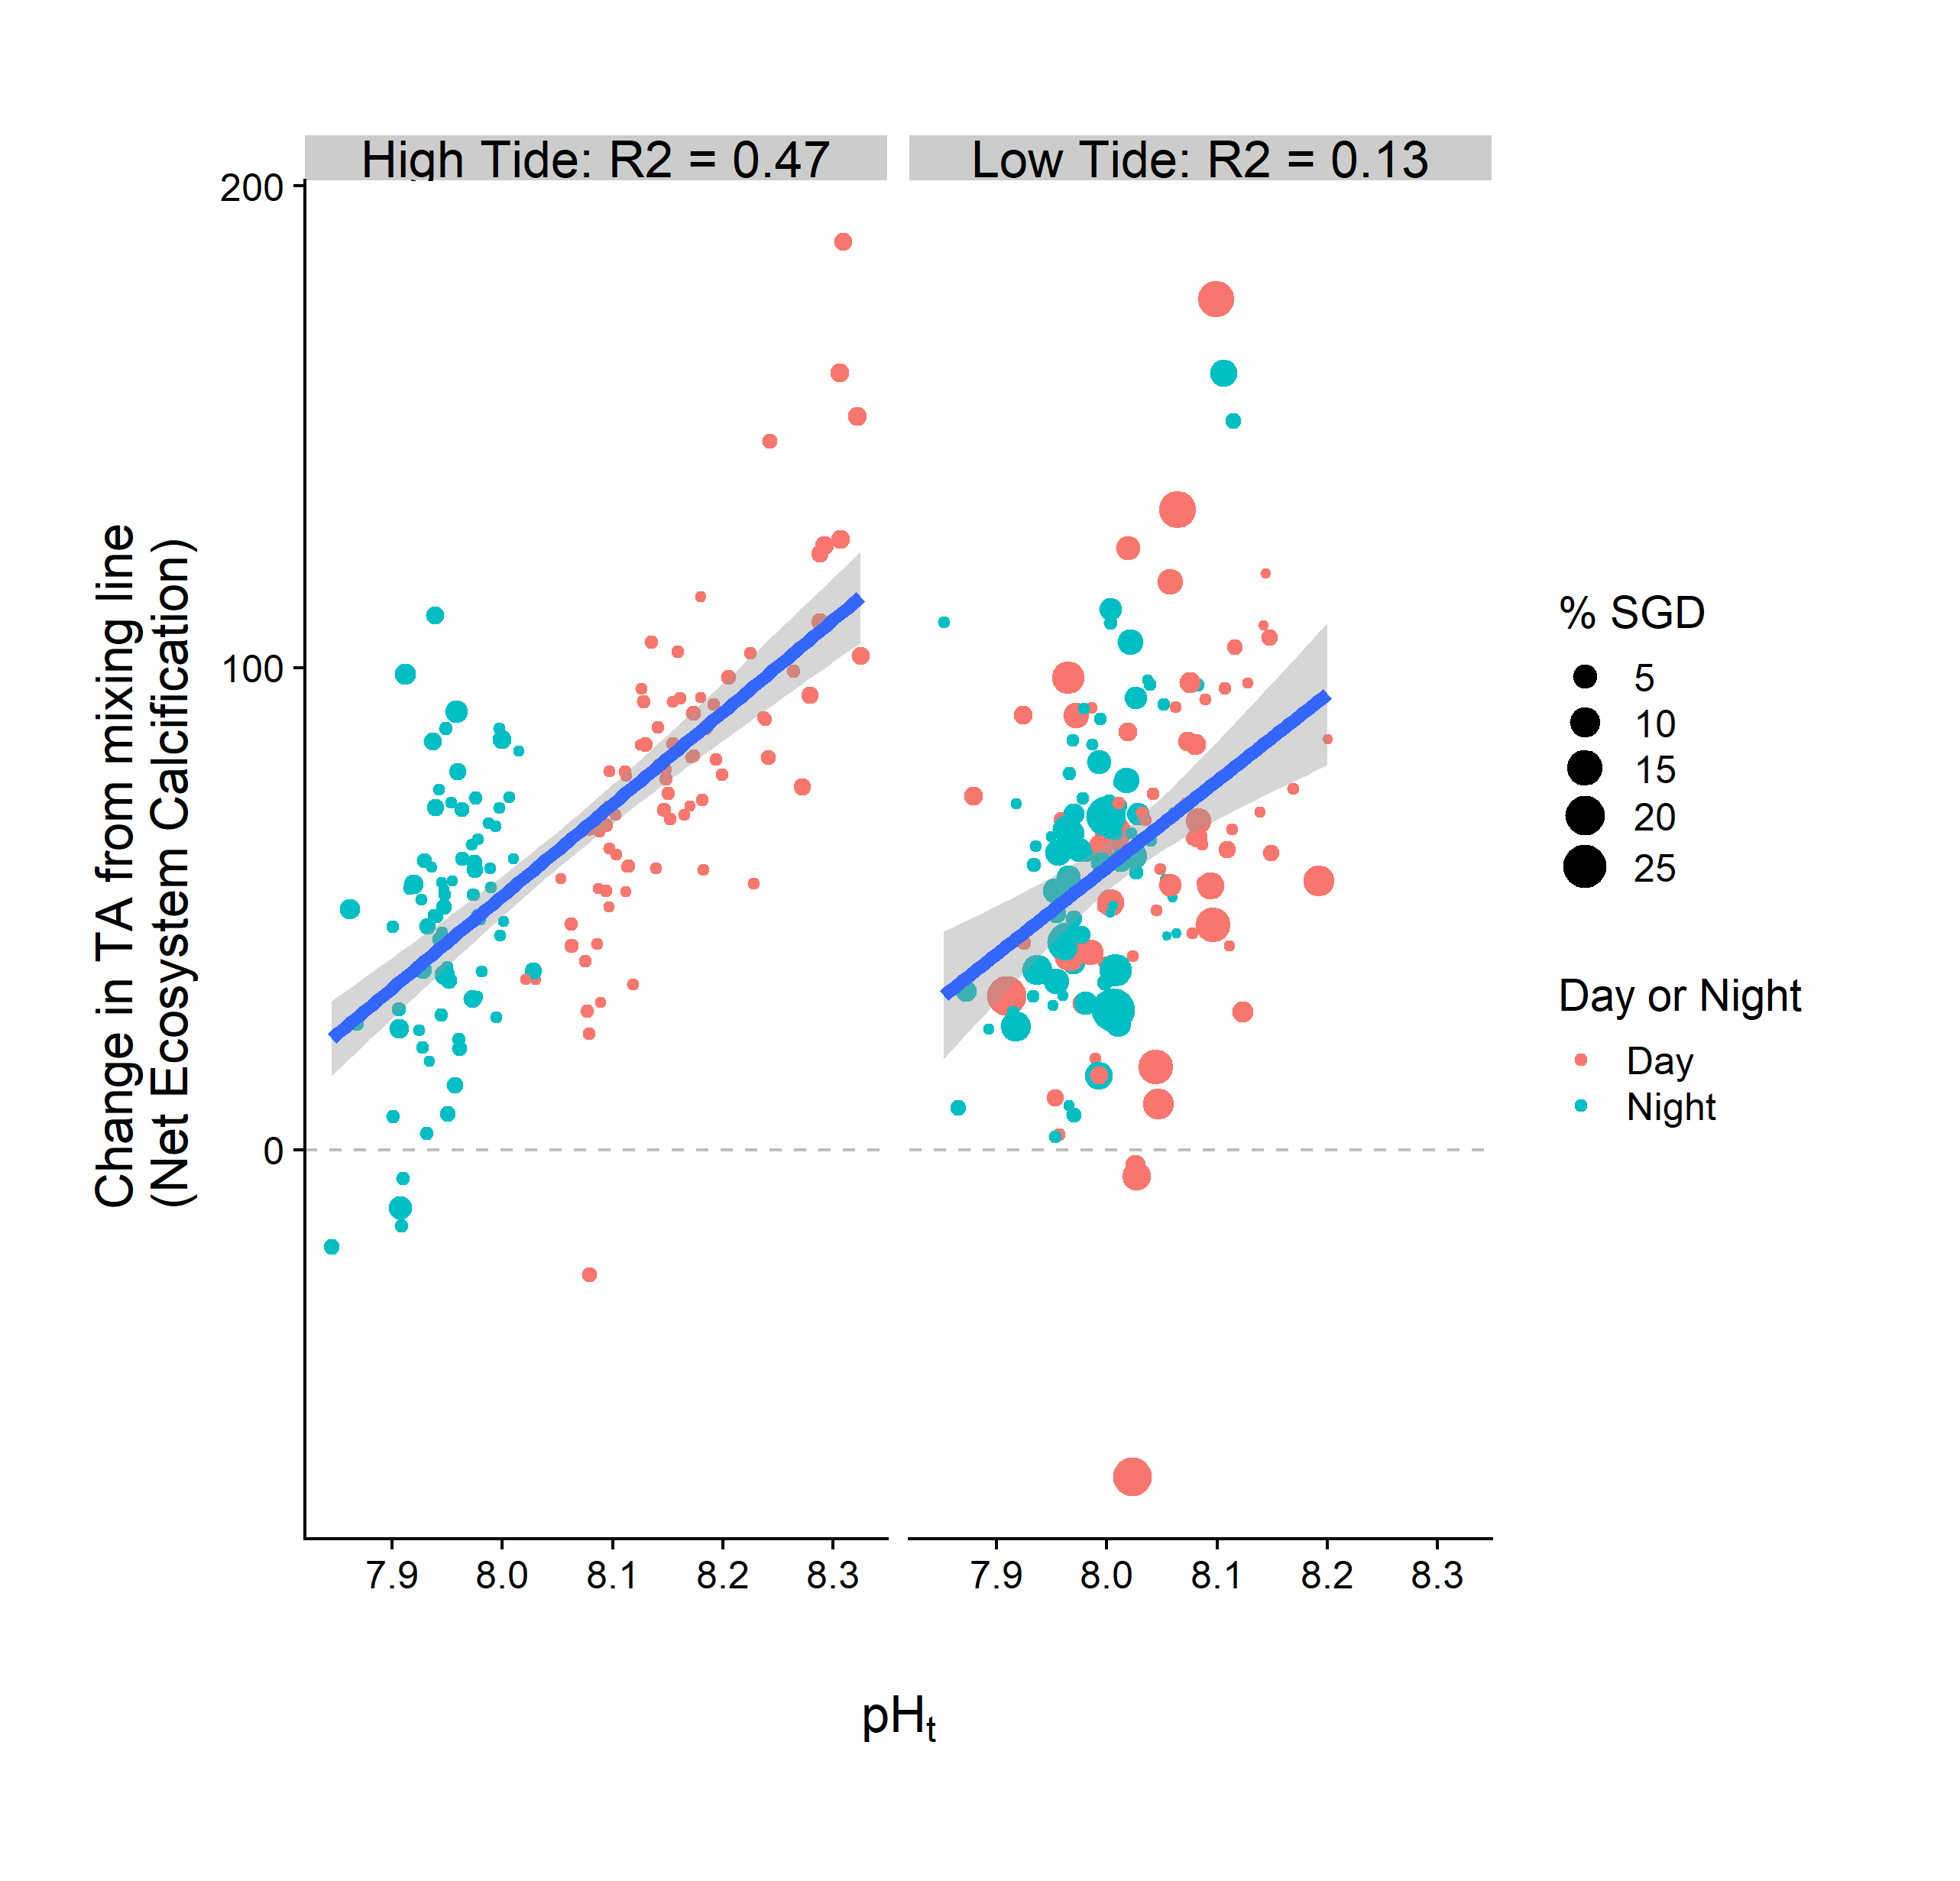 High Tide: R2 = 0.47
Low Tide: R2 = 0.13
200
100
0
Change in TA from mixing line
(Net Ecosystem Calcification)
7.9 8.0 8.1 8.2 8.3
7.9 8.0 8.1 8.2 8.3
pHₜ
% SGD
5
10
15
20
25
Day or Night
Day
Night